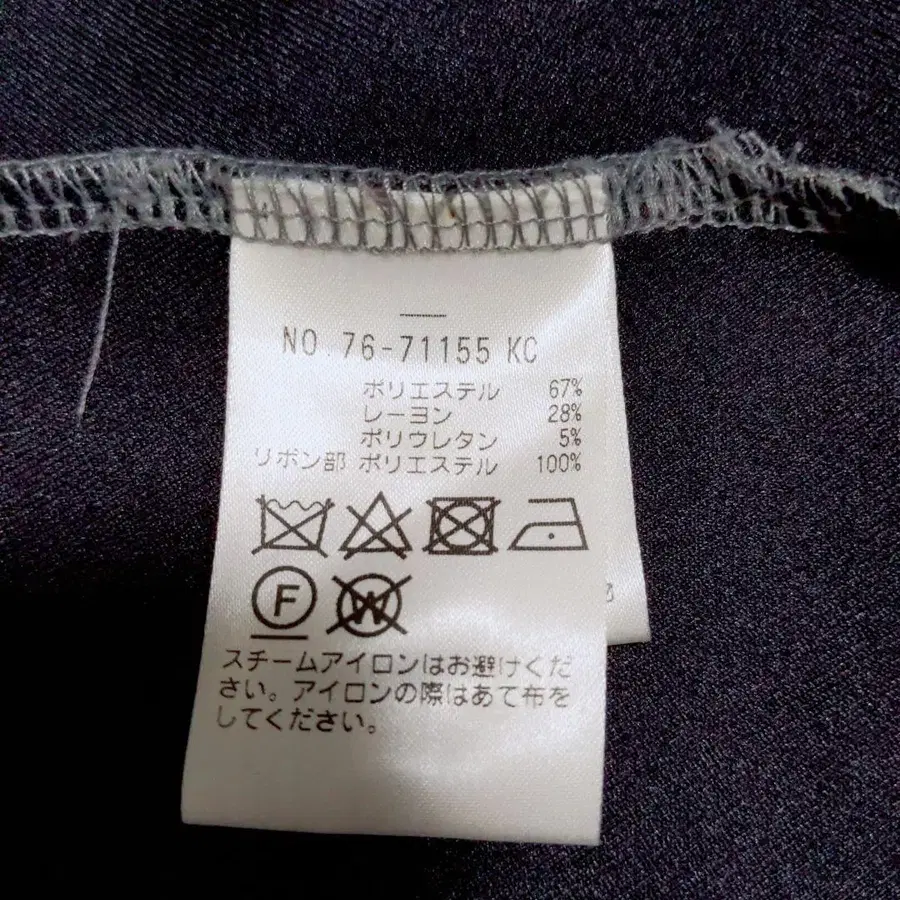 NO.76-71155 KC
ポリエステル 67%
レーヨン 28%
ポリウレタン 5%
リボン部 ポリエステル 100%
F W
スチームアイロンはお避けくだ
さい。アイロンの際はあて布を
してください。